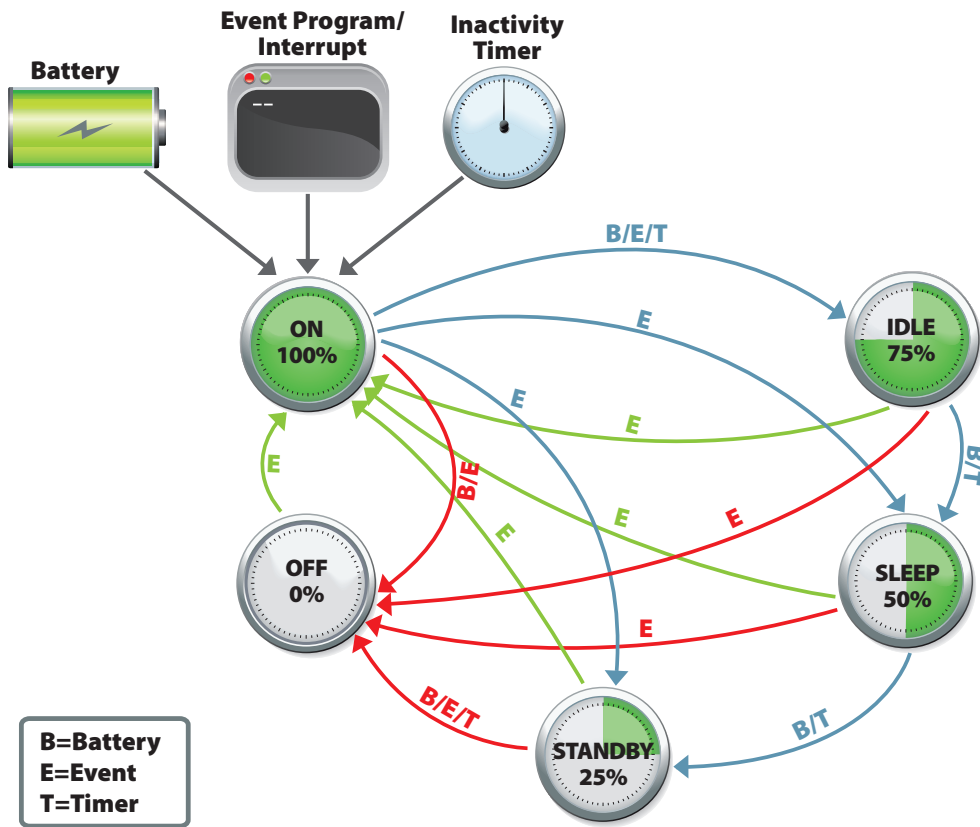 Battery
Event Program/
Interrupt
Inactivity
Timer
B/E/T
ON
100%
E
IDLE
75%
E
E
B/T
B/E
E
E
E
E
OFF
0%
SLEEP
50%
E
B/E/T
B/T
STANDBY
25%
B=Battery
E=Event
T=Timer